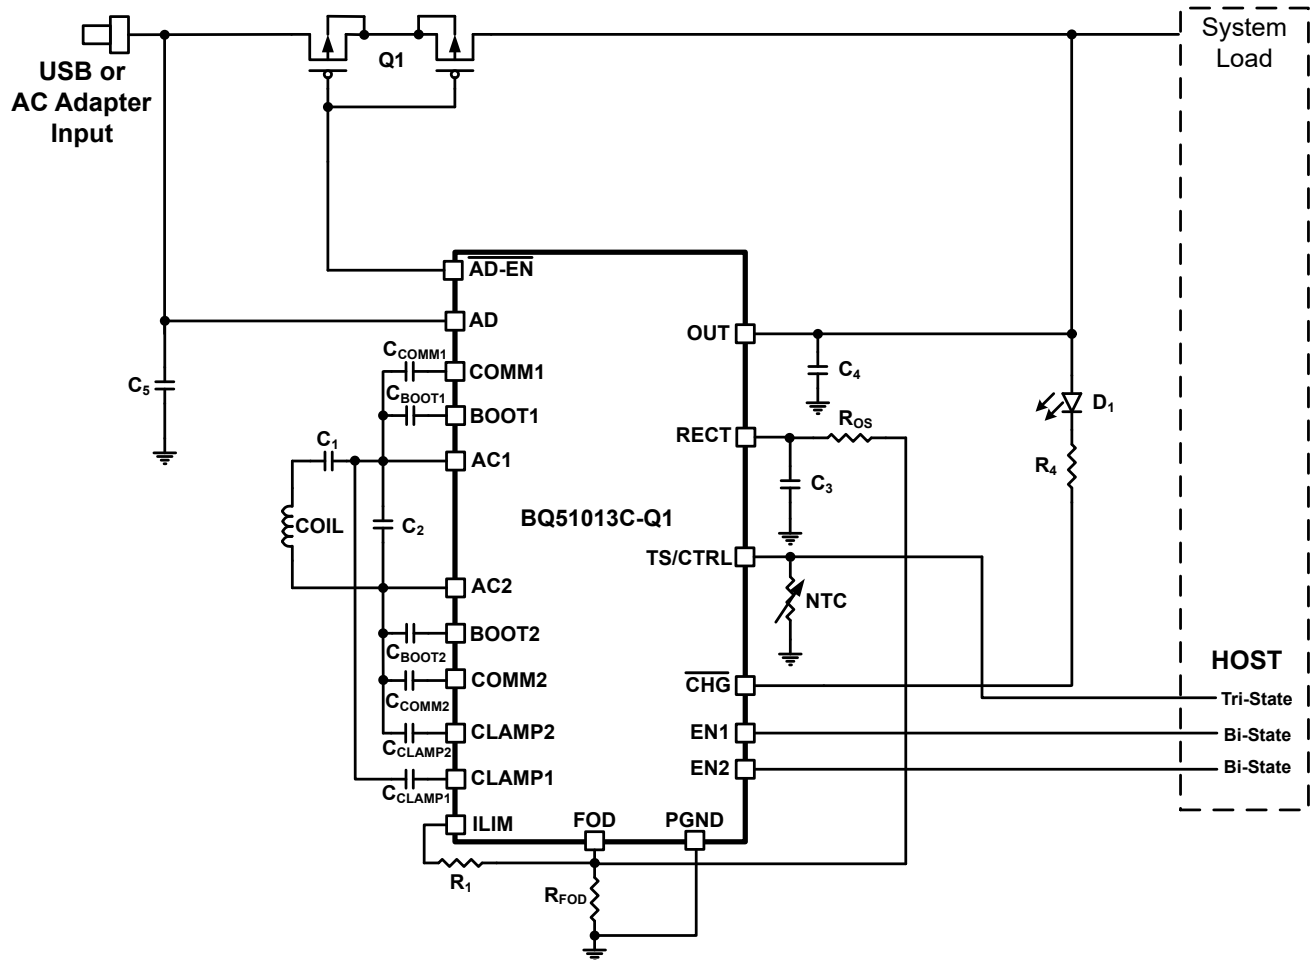 System
Load
Q1
USB or
AC Adapter
Input
AD-EN
AD
OUT
CCOMM1
COMM1
C4
C5
CBOOT1
BOOT1
D1
ROS
RECT
C1
AC1
R4
C3
COIL
C2
BQ51013C-Q1
TS/CTRL
AC2
NTC
BOOT2
CBOOT2
HOST
COMM2
CHG
CCOMM2
Tri-State
CLAMP2
EN1
Bi-State
CCLAMP2
CLAMP1
EN2
Bi-State
CCLAMP1
ILIM
FOD
PGND
R1
RFOD